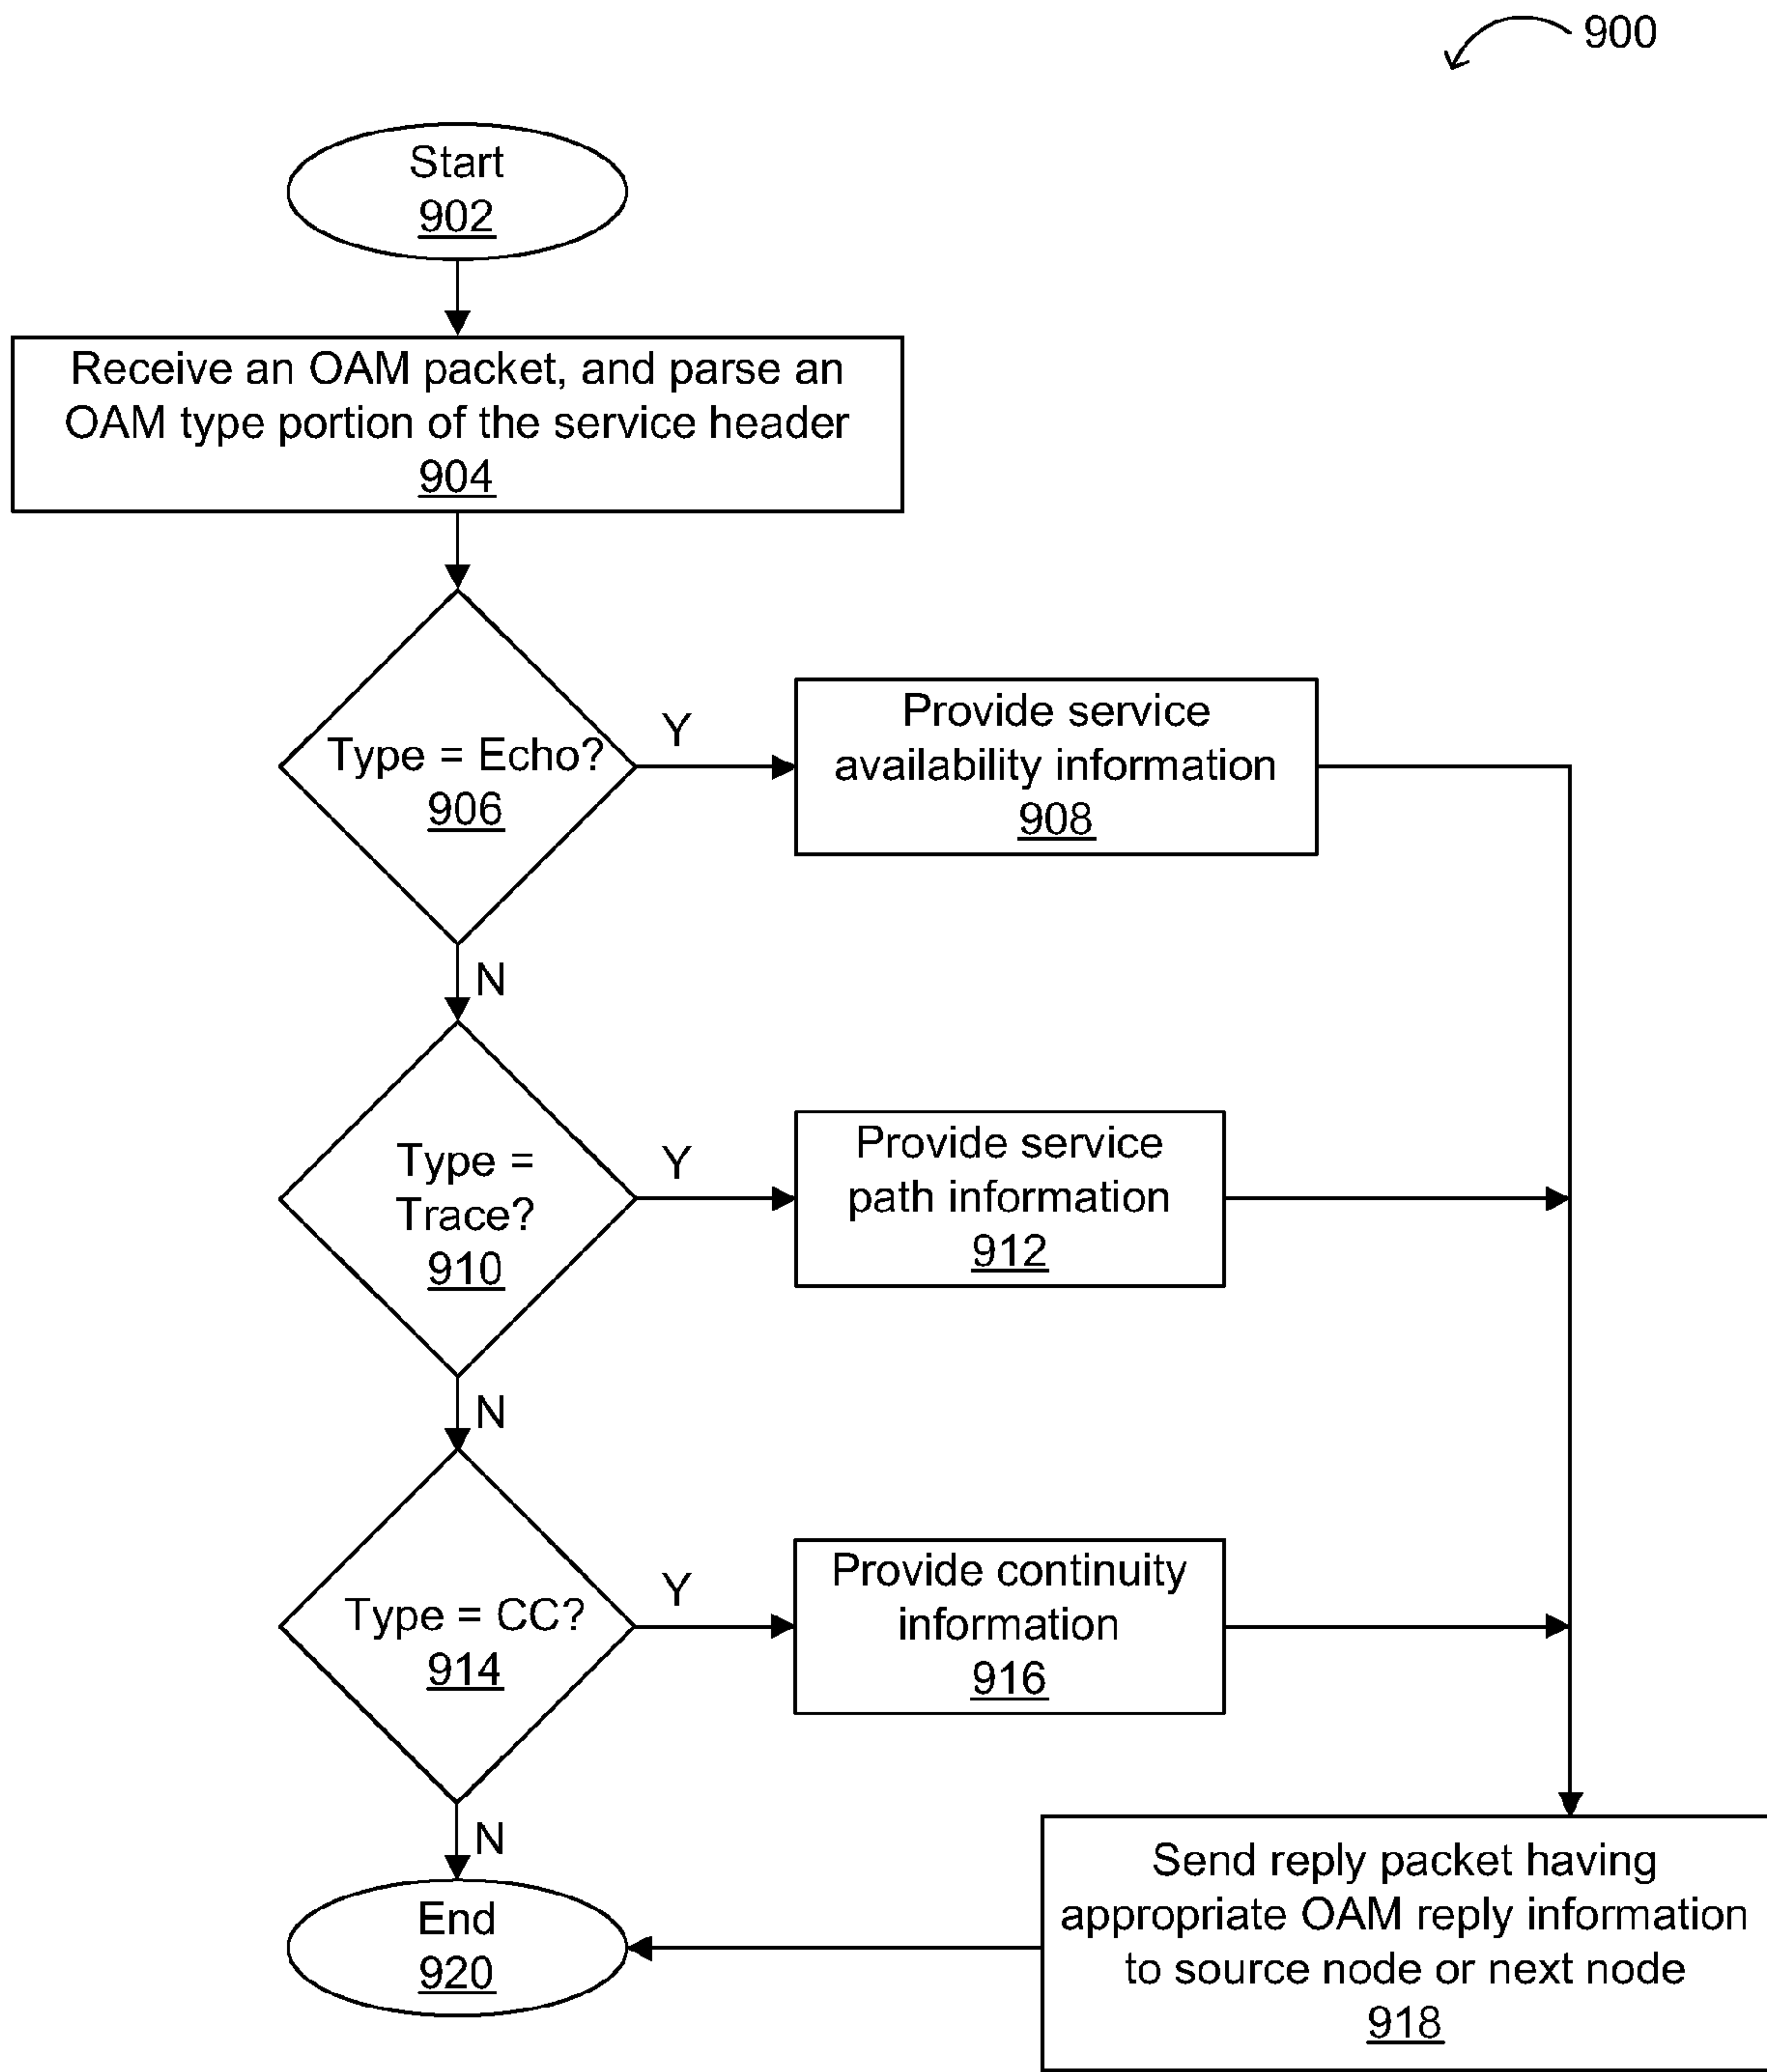 900
Start
902
Receive an OAM packet, and parse an
OAM type portion of the service header
904
Type = Echo?
906
Y
Provide service
availability information
908
N
Type =
Trace?
910
Y
Provide service
path information
912
N
Type = CC?
914
Y
Provide continuity
information
916
N
Send reply packet having
appropriate OAM reply information
to source node or next node
918
End
920